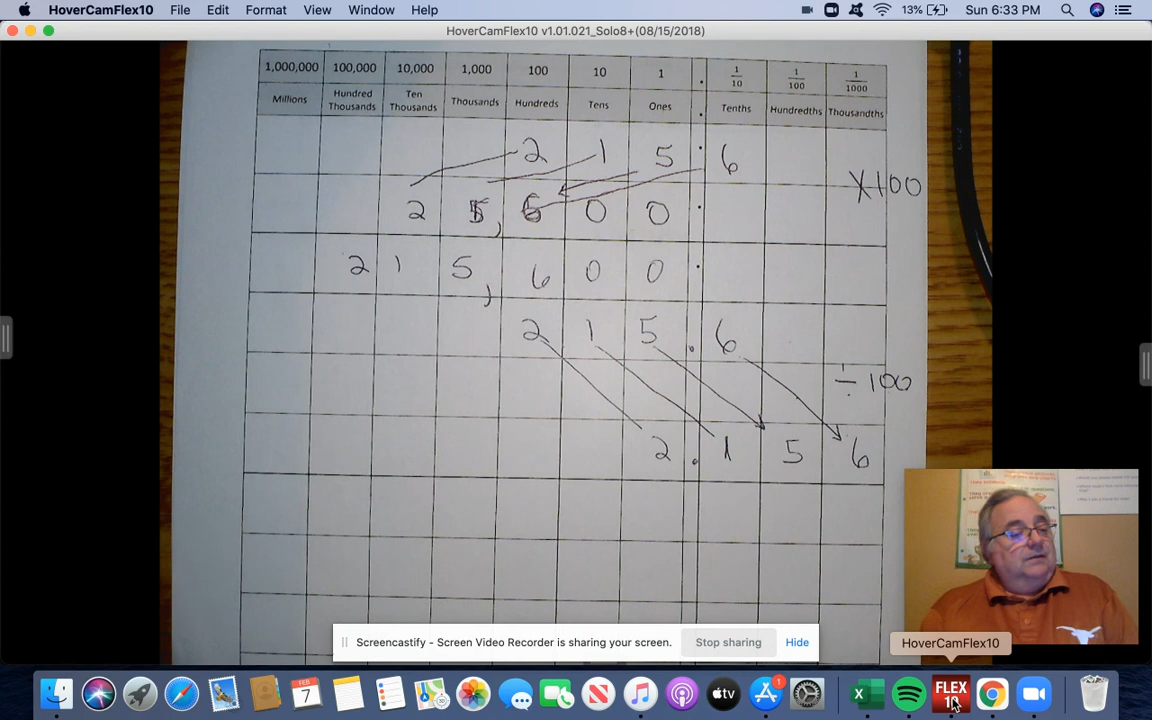 HoverCamFlex10 File Edit Format View Window Help 13% Sun 6:33 PM
HoverCamFlex10 v1.01.021_Solo8+(08/15/2018)
1,000,000 100,000 10,000 1,000 100 10 1 . 1/10 1/100 1/1000
Millions Hundred Thousands Ten Thousands Thousands Hundreds Tens Ones . Tenths Hundredths Thousandths
2 1 5 . 6
X100
2 5, 6 0 0 .
2 1 5, 6 0 0 .
2 1 5 . 6
÷ 100
2 . 1 5 6
HoverCamFlex10
Screencastify - Screen Video Recorder is sharing your screen. Stop sharing Hide
FEB
7
1
FLEX
10